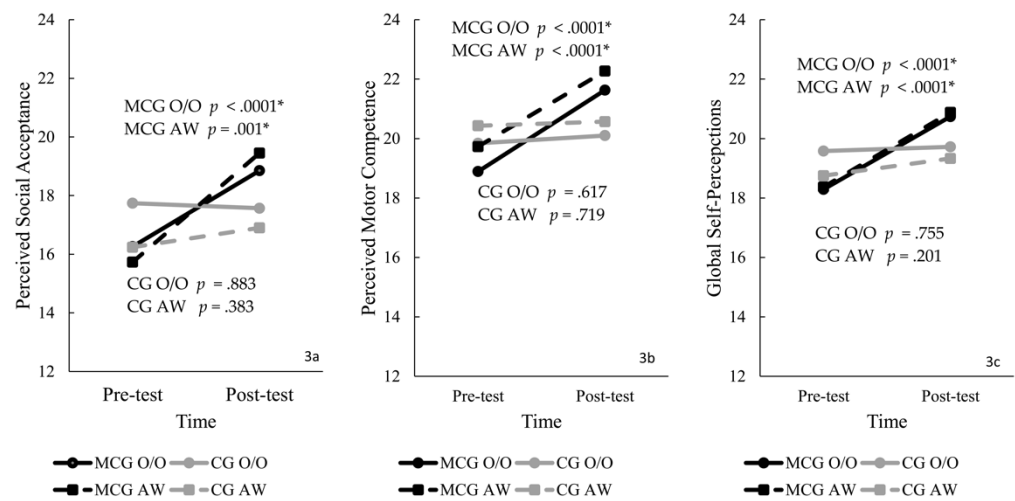 24
22
20
18
16
14
12
Perceived Social Acceptance
MCG O/O p < .0001*
MCG AW p = .001*
CG O/O p = .883
CG AW p = .383
3a
Pre-test Post-test
Time
MCG O/O CG O/O
MCG AW CG AW
24
22
20
18
16
14
12
Perceived Motor Competence
MCG O/O p < .0001*
MCG AW p < .0001*
CG O/O p = .617
CG AW p = .719
3b
Pre-test Post-test
Time
MCG O/O CG O/O
MCG AW CG AW
24
22
20
18
16
14
12
Global Self-Percepctions
MCG O/O p < .0001*
MCG AW p < .0001*
CG O/O p = .755
CG AW p = .201
3c
Pre-test Post-test
Time
MCG O/O CG O/O
MCG AW CG AW